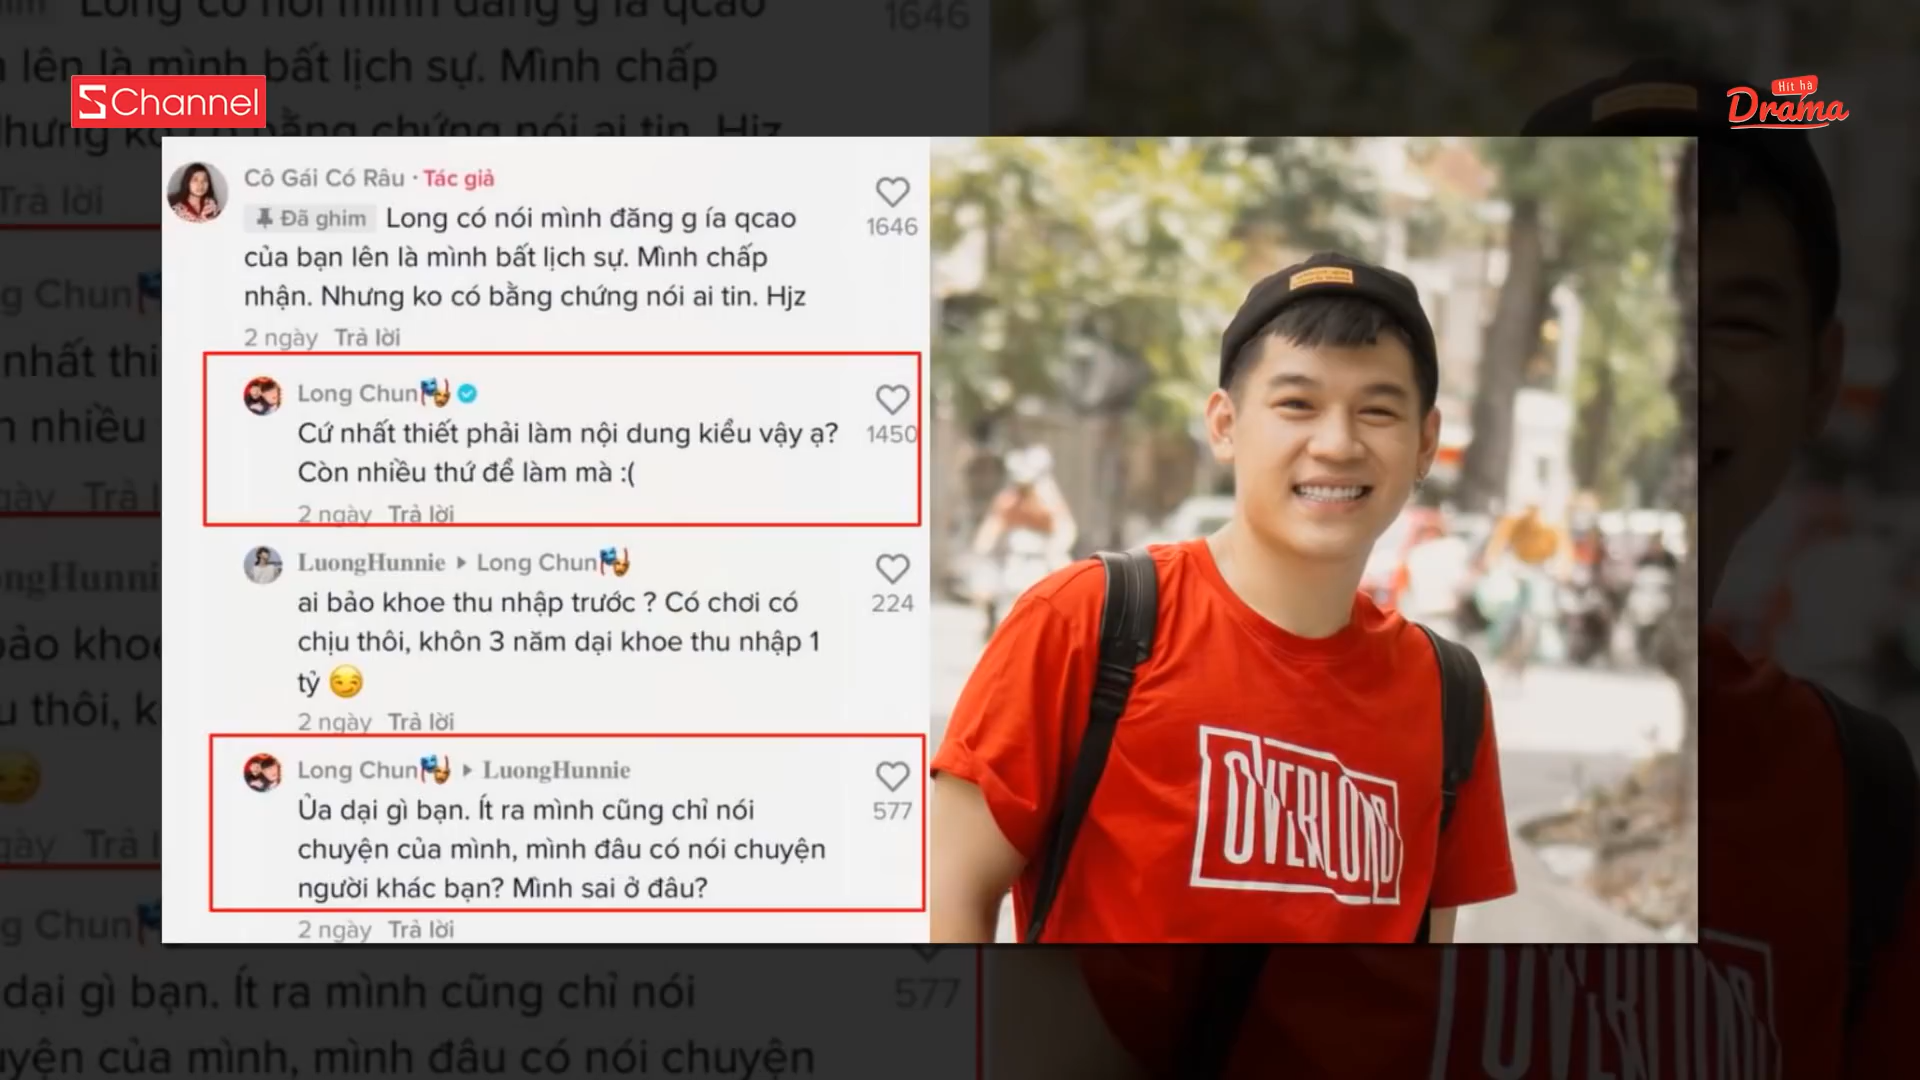 Schannel
Hít hà
Drama
Cô Gái Có Râu · Tác giả
Đã ghim Long có nói mình đăng g ía qcao
của bạn lên là mình bất lịch sự. Mình chấp
nhận. Nhưng ko có bằng chứng nói ai tin. Hjz
1646
2 ngày Trả lời
Long Chun
Cứ nhất thiết phải làm nội dung kiểu vậy ạ?
Còn nhiều thứ để làm mà :(
1450
2 ngày Trả lời
LuongHunnie ▸ Long Chun
ai bảo khoe thu nhập trước ? Có chơi có
chịu thôi, khôn 3 năm dại khoe thu nhập 1
tỷ 😏
224
2 ngày Trả lời
Long Chun ▸ LuongHunnie
Ủa dại gì bạn. Ít ra mình cũng chỉ nói
chuyện của mình, mình đâu có nói chuyện
người khác bạn? Mình sai ở đâu?
577
2 ngày Trả lời
OVERLORD